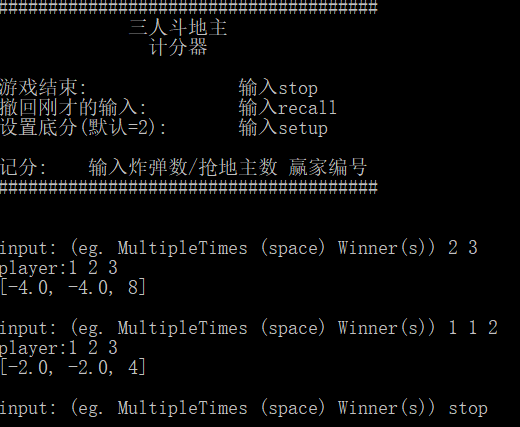 ######################################
三人斗地主
计分器
游戏结束: 输入stop
撤回刚才的输入: 输入recall
设置底分(默认=2): 输入setup
记分: 输入炸弹数/抢地主数 赢家编号
######################################
input: (eg. MultipleTimes (space) Winner(s)) 2 3
player:1 2 3
[-4.0, -4.0, 8]
input: (eg. MultipleTimes (space) Winner(s)) 1 1 2
player:1 2 3
[-2.0, -2.0, 4]
input: (eg. MultipleTimes (space) Winner(s)) stop